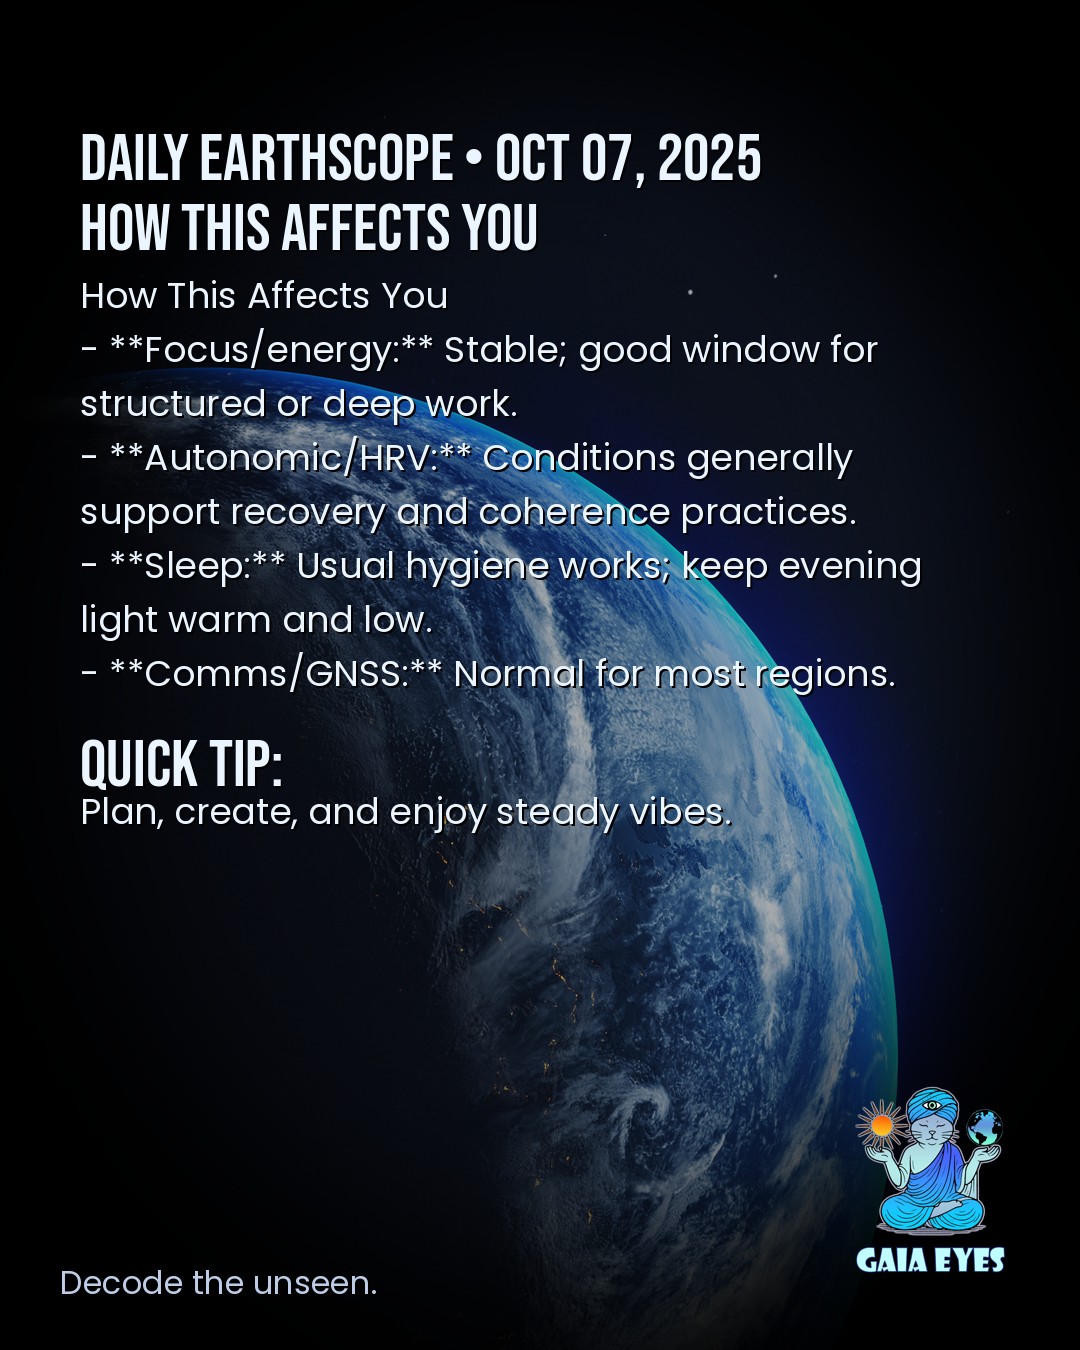 DAILY EARTHSCOPE • OCT 07, 2025
HOW THIS AFFECTS YOU
How This Affects You
- **Focus/energy:** Stable; good window for
structured or deep work.
- **Autonomic/HRV:** Conditions generally
support recovery and coherence practices.
- **Sleep:** Usual hygiene works; keep evening
light warm and low.
- **Comms/GNSS:** Normal for most regions.
QUICK TIP:
Plan, create, and enjoy steady vibes.
GAIA EYES
Decode the unseen.